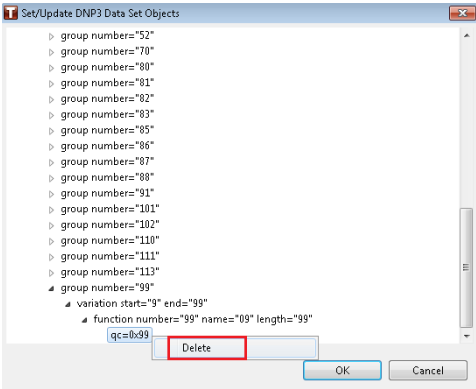 Set/Update DNP3 Data Set Objects
group number="52"
group number="70"
group number="80"
group number="81"
group number="82"
group number="83"
group number="85"
group number="86"
group number="87"
group number="88"
group number="91"
group number="101"
group number="102"
group number="110"
group number="111"
group number="113"
group number="99"
variation start="9" end="99"
function number="99" name="09" length="99"
qc=0x99
Delete
OK Cancel